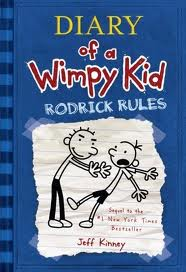 DIARY
of a
Wimpy Kid
RODRICK RULES
Sequel to the
#1 New York Times
Bestseller
Jeff Kinney